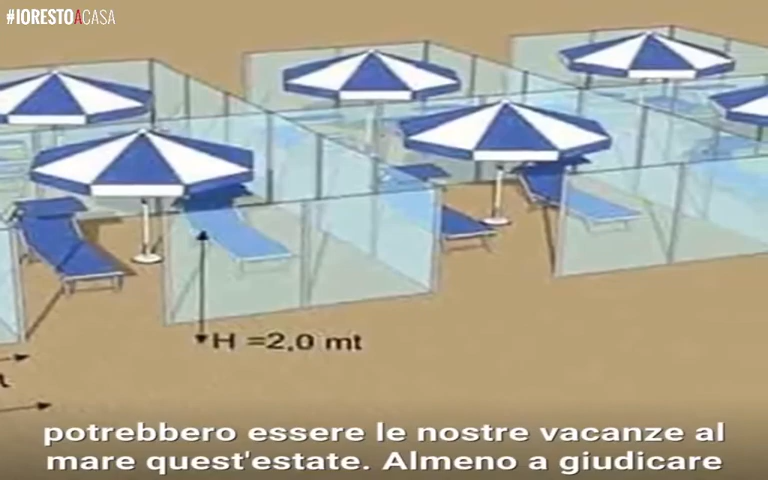 #IORESTOACASA
H =2,0 mt
potrebbero essere le nostre vacanze al
mare quest'estate. Almeno a giudicare